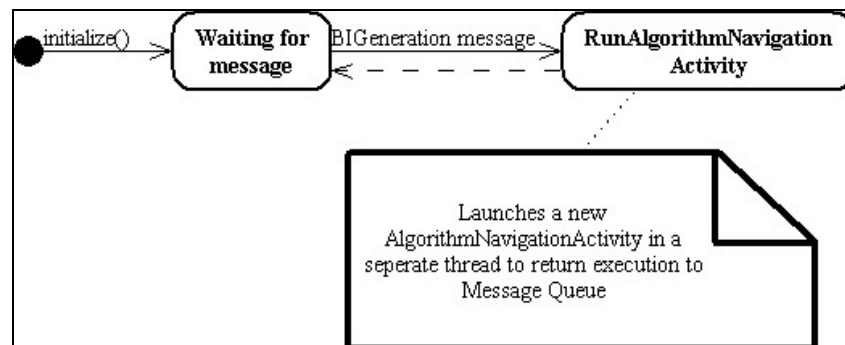 initialize()
Waiting for
message
BIGeneration message
RunAlgorithmNavigation
Activity
Launches a new
AlgorithmNavigationActivity in a
seperate thread to return execution to
Message Queue